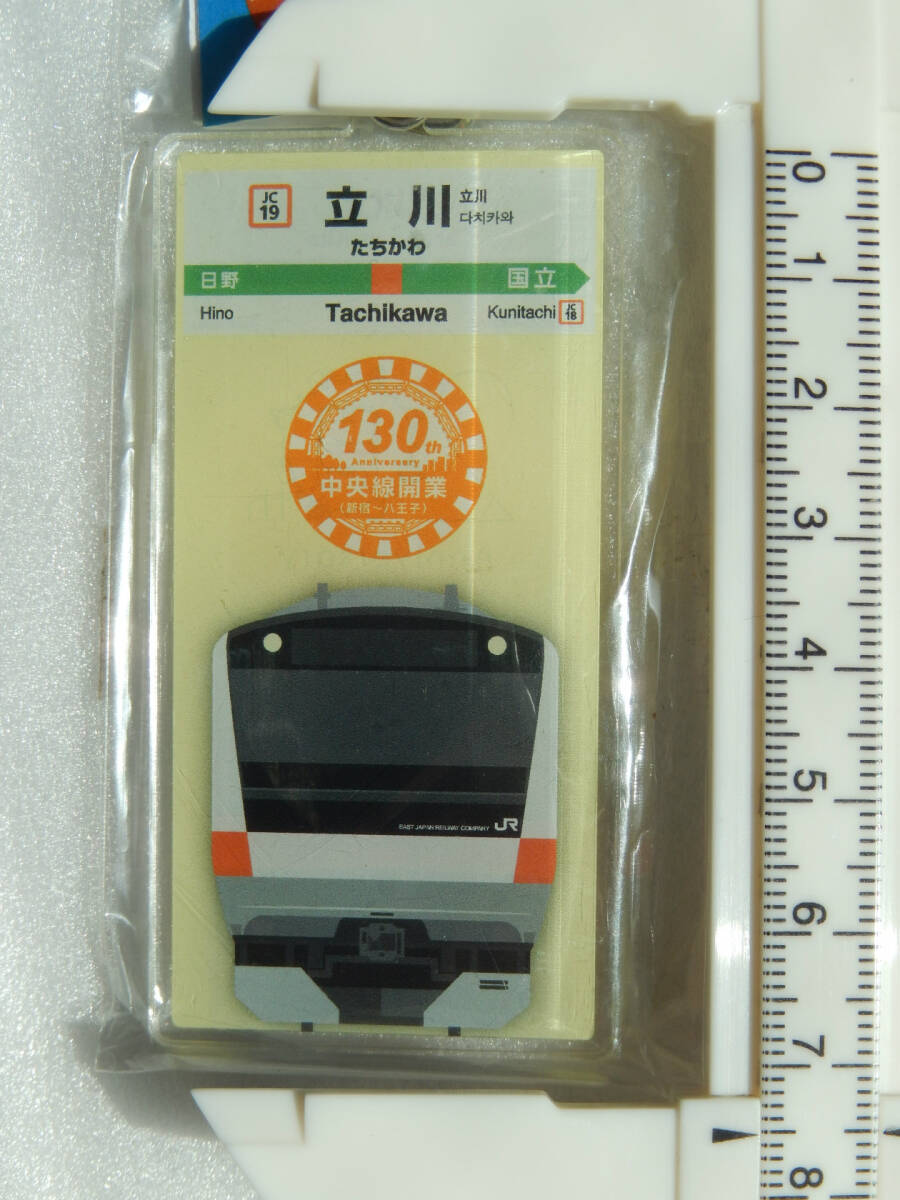 JC
19
立川
立川
다치카와
たちかわ
日野
国立
Hino
Tachikawa
Kunitachi
JC
18
130th
Anniversary
中央線開業
(新宿~八王子)
EAST JAPAN RAILWAY COMPANY JR
0
1
2
3
4
5
6
7
8